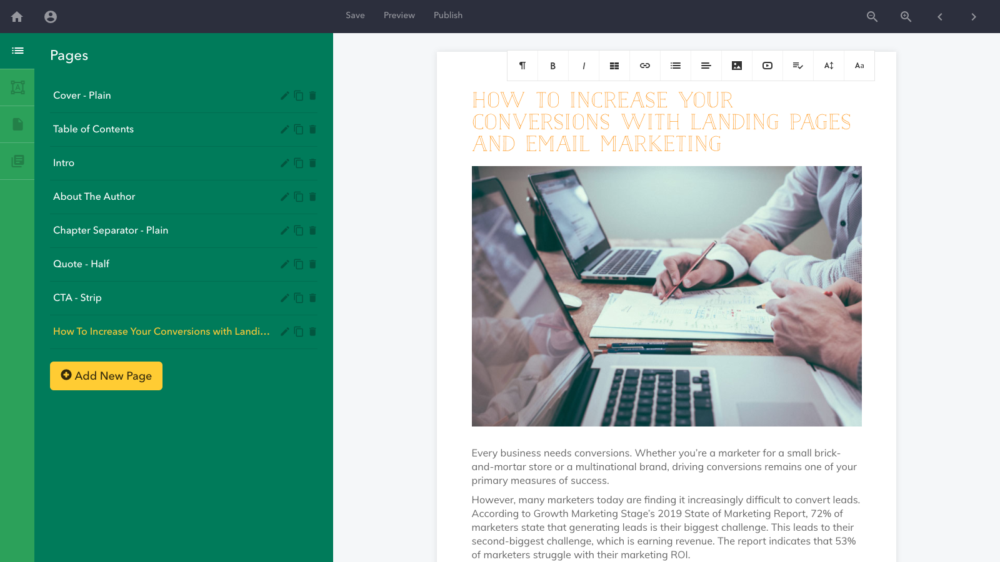 Save Preview Publish
Pages
Cover - Plain
Table of Contents
Intro
About The Author
Chapter Separator - Plain
Quote - Half
CTA - Strip
How To Increase Your Conversions with Landi...
Add New Page
B I Aa
HOW TO INCREASE YOUR
CONVERSIONS WITH LANDING PAGES
AND EMAIL MARKETING
Every business needs conversions. Whether you’re a marketer for a small brick-
and-mortar store or a multinational brand, driving conversions remains one of your
primary measures of success.
However, many marketers today are finding it increasingly difficult to convert leads.
According to Growth Marketing Stage’s 2019 State of Marketing Report, 72% of
marketers state that generating leads is their biggest challenge. This leads to their
second-biggest challenge, which is earning revenue. The report indicates that 53%
of marketers struggle with their marketing ROI.